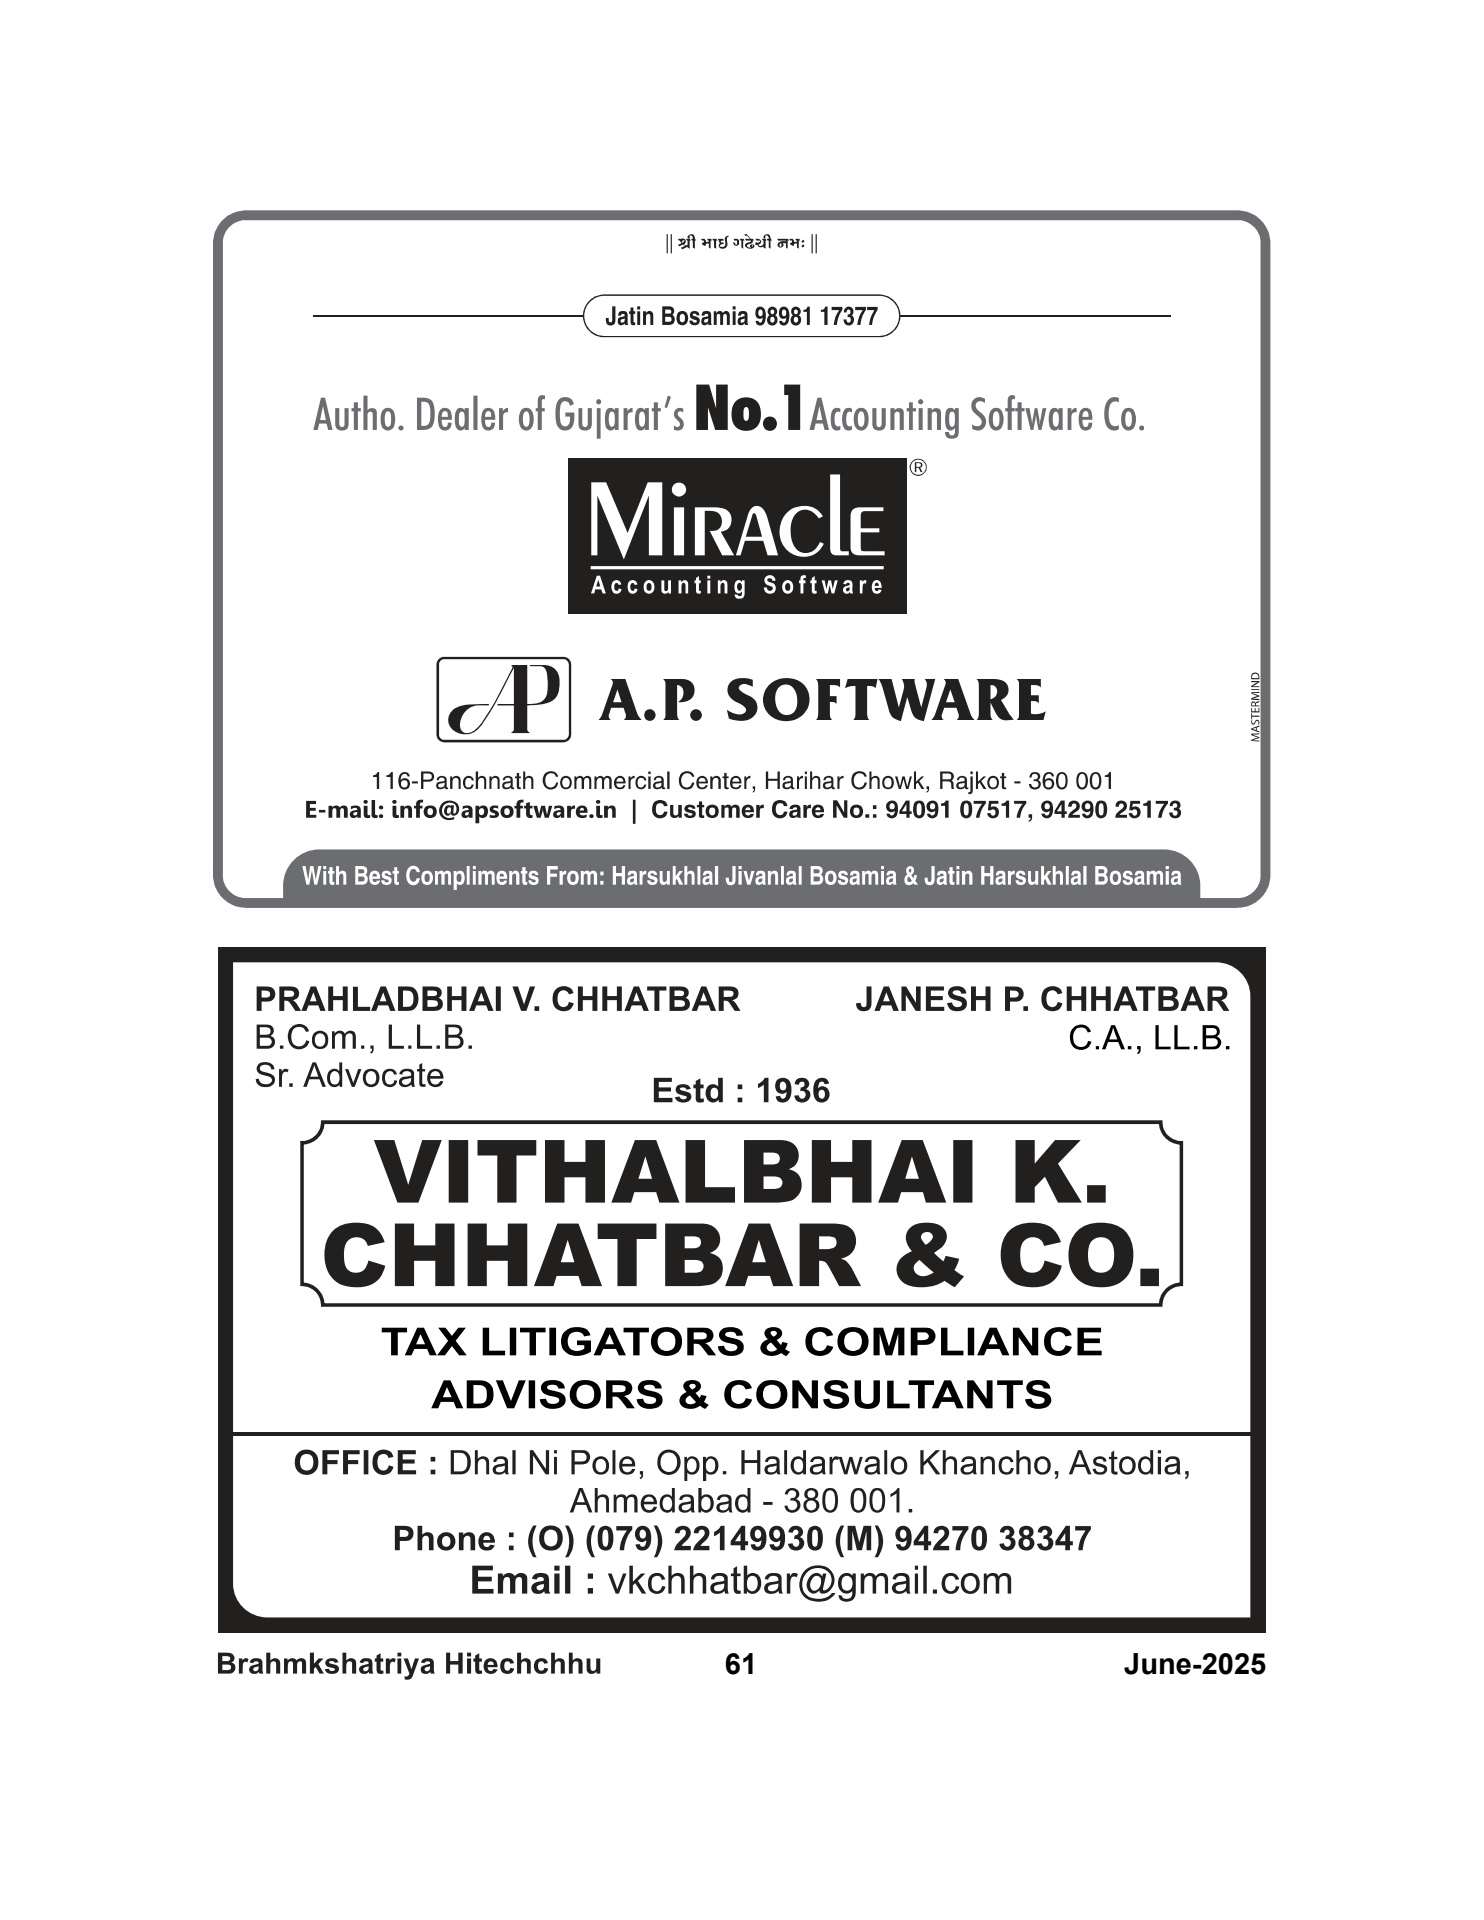 || શ્રી માઈ ગઢેચી નમઃ ||
Jatin Bosamia 98981 17377
Autho. Dealer of Gujarat's No.1 Accounting Software Co.
MiRACLE ®
Accounting Software
AP A.P. SOFTWARE
MASTERMIND
116-Panchnath Commercial Center, Harihar Chowk, Rajkot - 360 001
E-mail: info@apsoftware.in | Customer Care No.: 94091 07517, 94290 25173
With Best Compliments From: Harsukhlal Jivanlal Bosamia & Jatin Harsukhlal Bosamia
PRAHLADBHAI V. CHHATBAR JANESH P. CHHATBAR
B.Com., L.L.B. C.A., LL.B.
Sr. Advocate
Estd : 1936
VITHALBHAI K.
CHHATBAR & CO.
TAX LITIGATORS & COMPLIANCE
ADVISORS & CONSULTANTS
OFFICE : Dhal Ni Pole, Opp. Haldarwalo Khancho, Astodia,
Ahmedabad - 380 001.
Phone : (O) (079) 22149930 (M) 94270 38347
Email : vkchhatbar@gmail.com
Brahmkshatriya Hitechchhu 61 June-2025